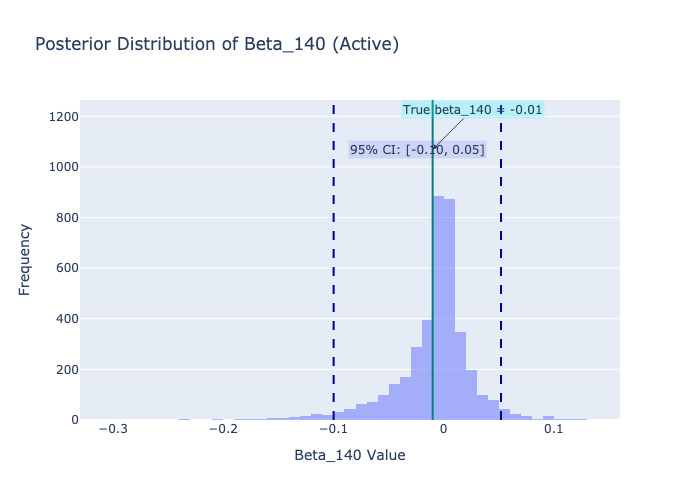 Posterior Distribution of Beta_140 (Active)
True beta_140 = -0.01
95% CI: [-0.10, 0.05]
1200
1000
800
600
400
200
0
Frequency
−0.3
−0.2
−0.1
0
0.1
Beta_140 Value